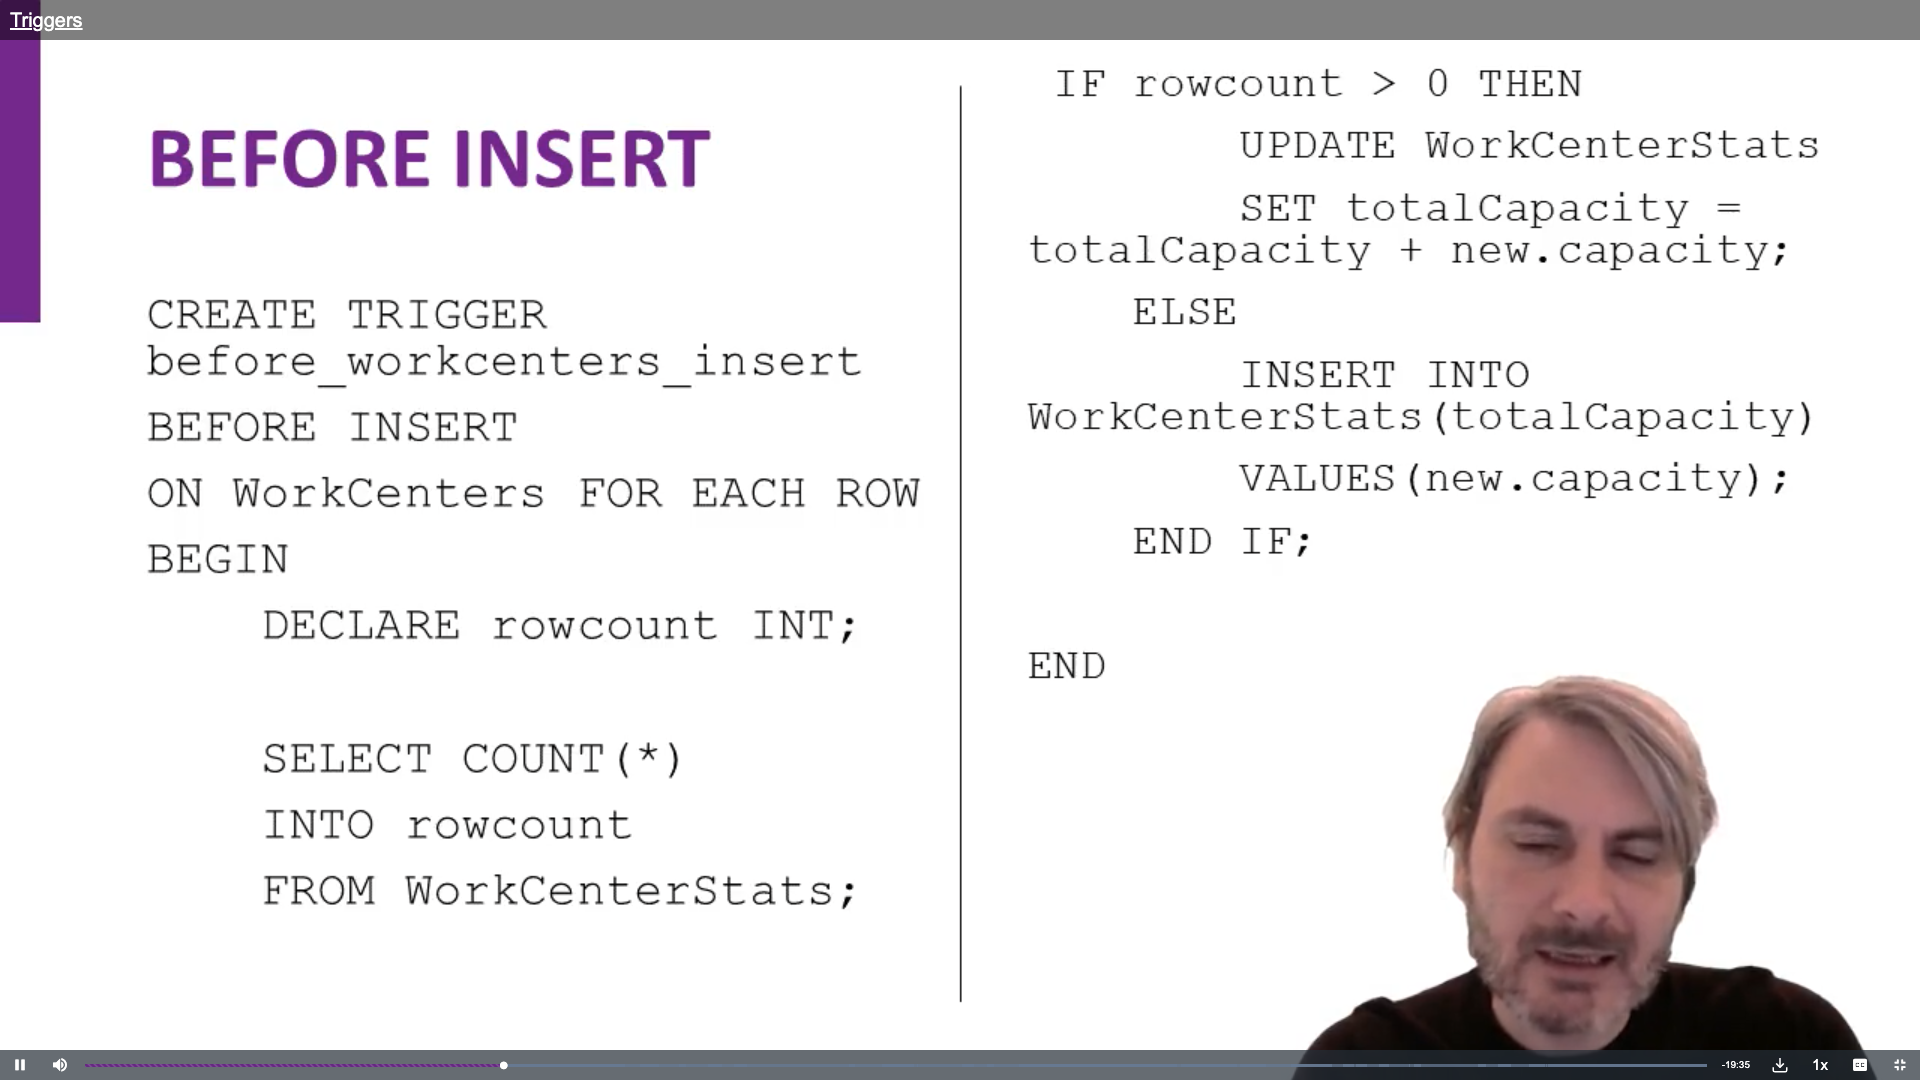 Triggers
BEFORE INSERT
CREATE TRIGGER
before_workcenters_insert
BEFORE INSERT
ON WorkCenters FOR EACH ROW
BEGIN
DECLARE rowcount INT;
SELECT COUNT(*)
INTO rowcount
FROM WorkCenterStats;
IF rowcount > 0 THEN
UPDATE WorkCenterStats
SET totalCapacity =
totalCapacity + new.capacity;
ELSE
INSERT INTO
WorkCenterStats(totalCapacity)
VALUES(new.capacity);
END IF;
END
-19:35
1x
CC